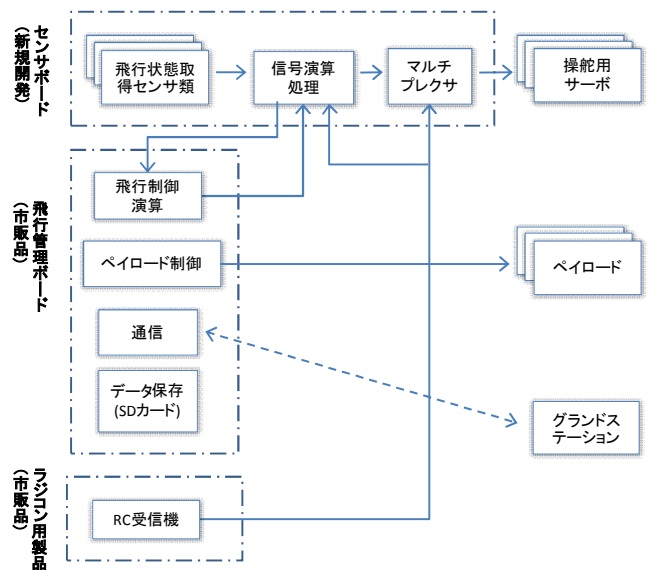 センサボード
（新規開発）
飛行状態取
得センサ類
信号演算
処理
マルチ
プレクサ
操舵用
サーボ
飛行管理ボード
（市販品）
飛行制御
演算
ペイロード制御
ペイロード
通信
データ保存
(SDカード)
グランドス
テーション
ラジコン用製品
（市販品）
RC受信機